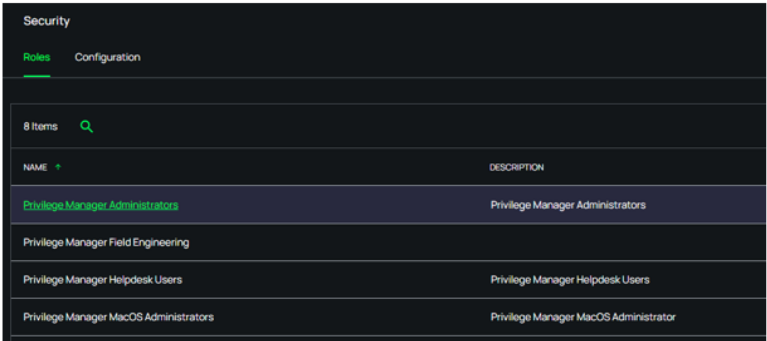 Security
Roles Configuration
8 Items
NAME ↑ DESCRIPTION
Privilege Manager Administrators Privilege Manager Administrators
Privilege Manager Field Engineering
Privilege Manager Helpdesk Users Privilege Manager Helpdesk Users
Privilege Manager MacOS Administrators Privilege Manager MacOS Administrator